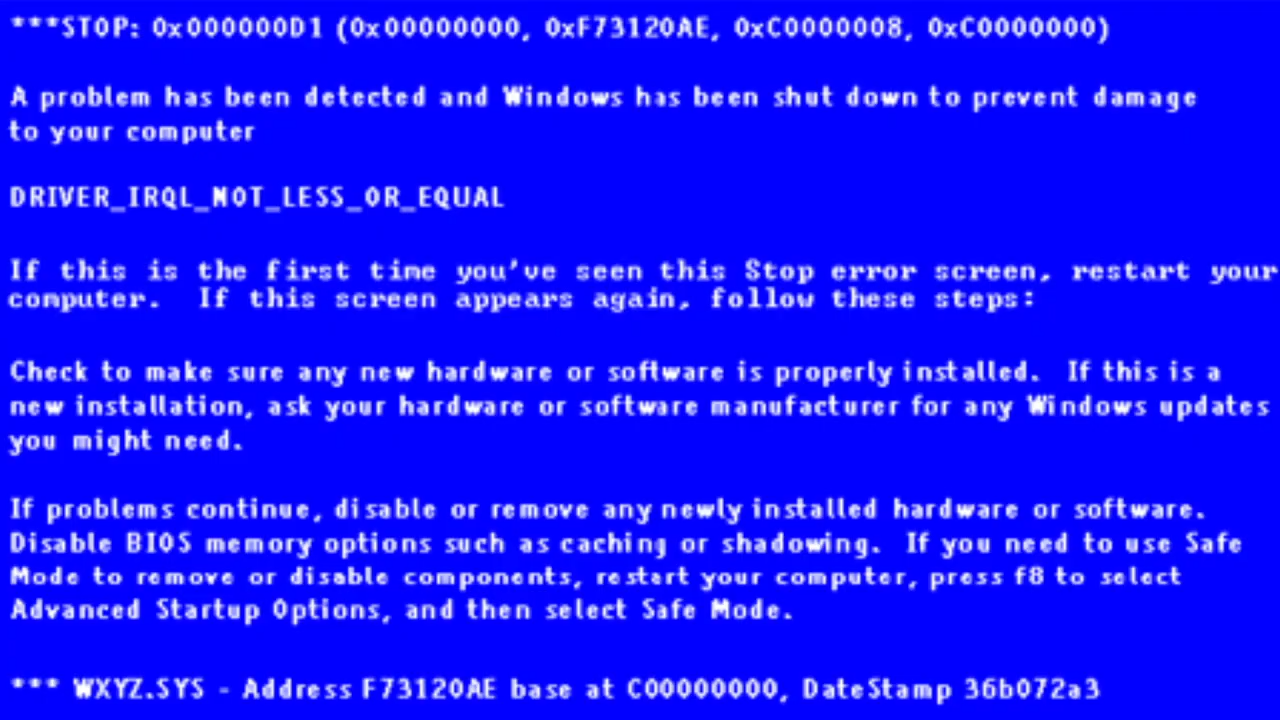 ***STOP: 0x000000D1 (0x00000000, 0xF73120AE, 0xC0000008, 0xC0000000)
A problem has been detected and Windows has been shut down to prevent damage
to your computer
DRIVER_IRQL_NOT_LESS_OR_EQUAL
If this is the first time you've seen this Stop error screen, restart your
computer. If this screen appears again, follow these steps:
Check to make sure any new hardware or software is properly installed. If this is a
new installation, ask your hardware or software manufacturer for any Windows updates
you might need.
If problems continue, disable or remove any newly installed hardware or software.
Disable BIOS memory options such as caching or shadowing. If you need to use Safe
Mode to remove or disable components, restart your computer, press f8 to select
Advanced Startup Options, and then select Safe Mode.
*** WXYZ.SYS - Address F73120AE base at C00000000, DateStamp 36b072a3